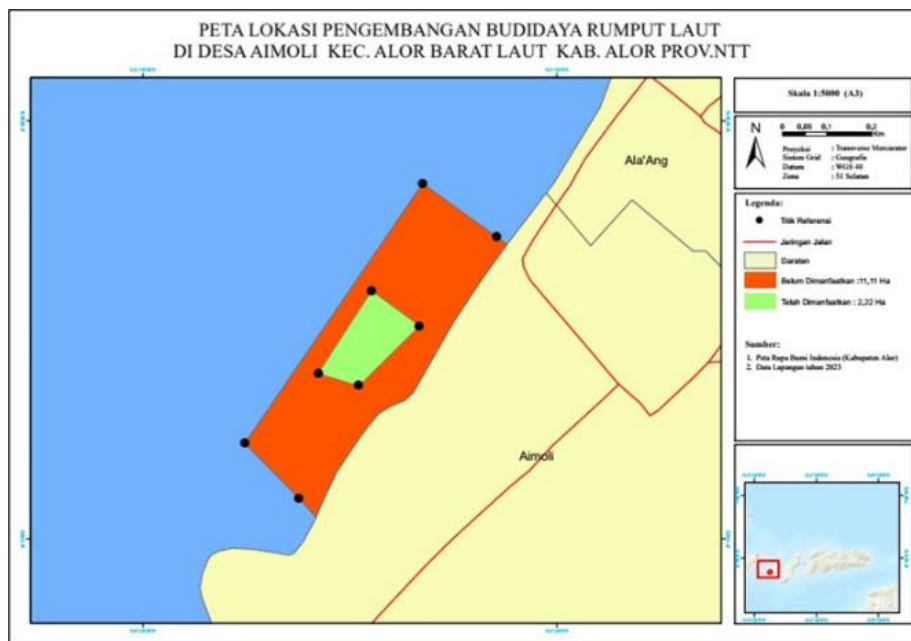 PETA LOKASI PENGEMBANGAN BUDIDAYA RUMPUT LAUT
DI DESA AIMOLI KEC. ALOR BARAT LAUT KAB. ALOR PROV.NTT
Ala'Ang
Aimoli
Skala 1:5000 (A3)
N
0 0,05 0,1 0,2
Km
Proyeksi : Transverse Mercator
Sistem Grid : Geografis
Datum : WGS 40
Zona : 51 Selatan
Legenda:
Titik Referensi
Jaringan Jalan
Daratan
Belum Dimanfaatkan :11,11 Ha
Telah Dimanfaatkan : 2,22 Ha
Sumber:
1. Peta Rupa Bumi Indonesia (Kabupaten Alor)
2. Data Lapangan tahun 2023